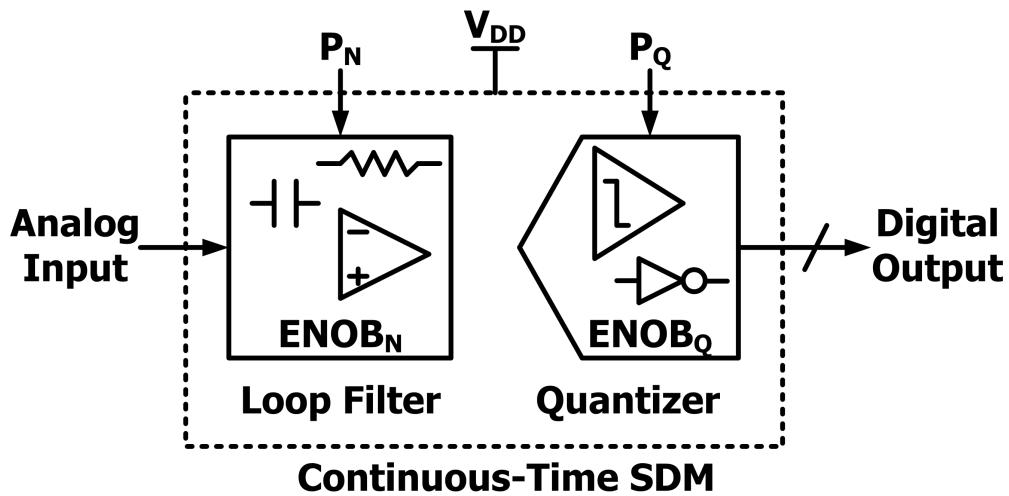 V_DD
P_N
P_Q
Analog
Input
ENOB_N
Loop Filter
ENOB_Q
Quantizer
Digital
Output
Continuous-Time SDM